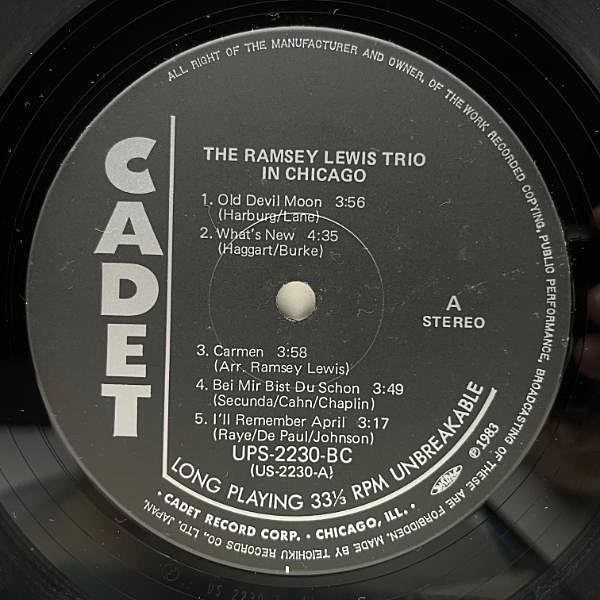 ALL RIGHT OF THE MANUFACTURER AND OWNER, OF THE WORK RECORDED COPYING, PUBLIC PERFORMANCE, BROADCASTING OF THESE ARE FORBIDDEN. MADE BY TEICHIKU RECORDS CO., LTD. JAPAN.
CADET
THE RAMSEY LEWIS TRIO
IN CHICAGO
1. Old Devil Moon 3:56
(Harburg/Lane)
2. What's New 4:35
(Haggart/Burke)
A
STEREO
3. Carmen 3:58
(Arr. Ramsey Lewis)
4. Bei Mir Bist Du Schon 3:49
(Secunda/Cahn/Chaplin)
5. I'll Remember April 3:17
(Raye/De Paul/Johnson)
UPS-2230-BC
(US-2230-A)
℗1983
LONG PLAYING 33⅓ RPM UNBREAKABLE
• CADET RECORD CORP. • CHICAGO, ILL. •